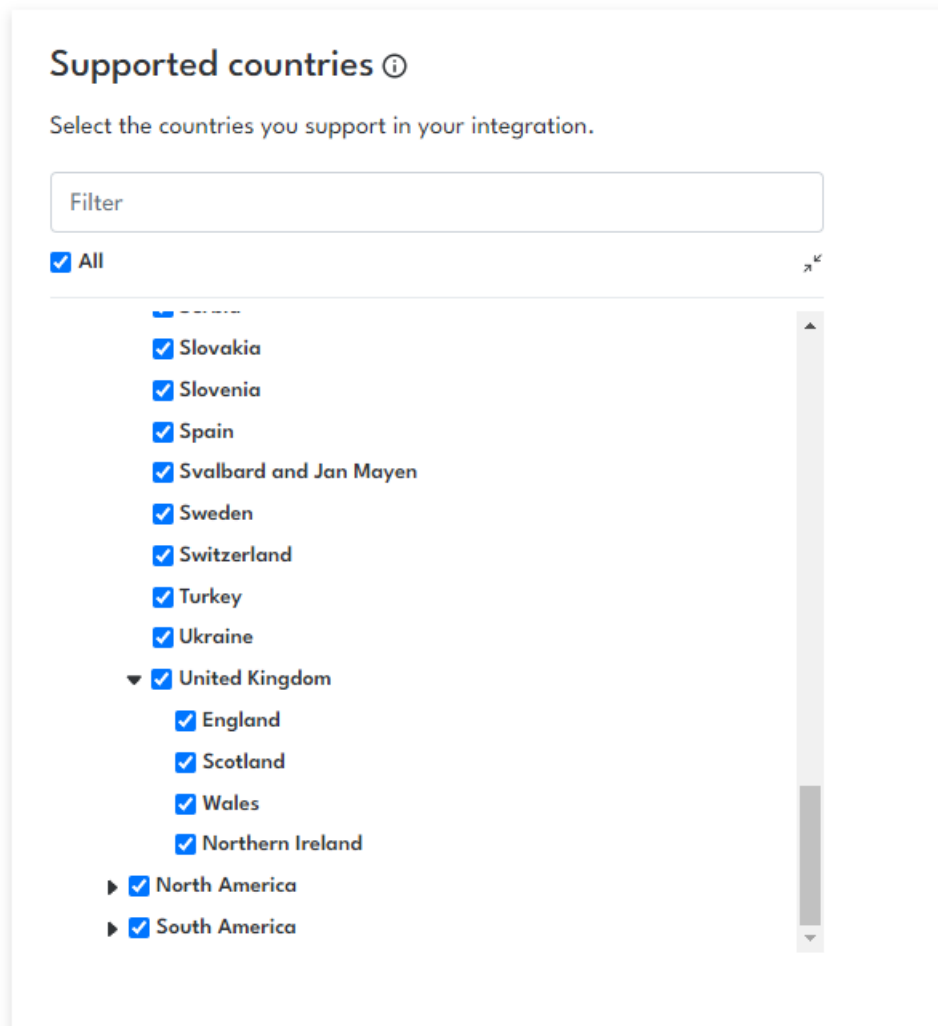 Supported countries
Select the countries you support in your integration.
Filter
All
Serbia
Slovakia
Slovenia
Spain
Svalbard and Jan Mayen
Sweden
Switzerland
Turkey
Ukraine
United Kingdom
England
Scotland
Wales
Northern Ireland
North America
South America